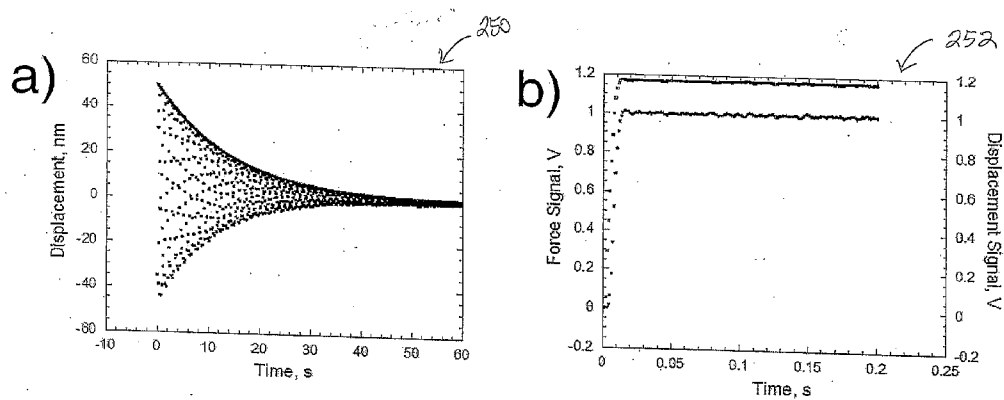 250
a)
60
40
20
0
-20
-40
-60
Displacement, nm
-10 0 10 20 30 40 50 60
Time, s
252
b)
1.2
1
0.8
0.6
0.4
0.2
0
-0.2
Force Signal, V
1.2
1
0.8
0.6
0.4
0.2
0
-0.2
Displacement Signal, V
0 0.05 0.1 0.15 0.2 0.25
Time, s